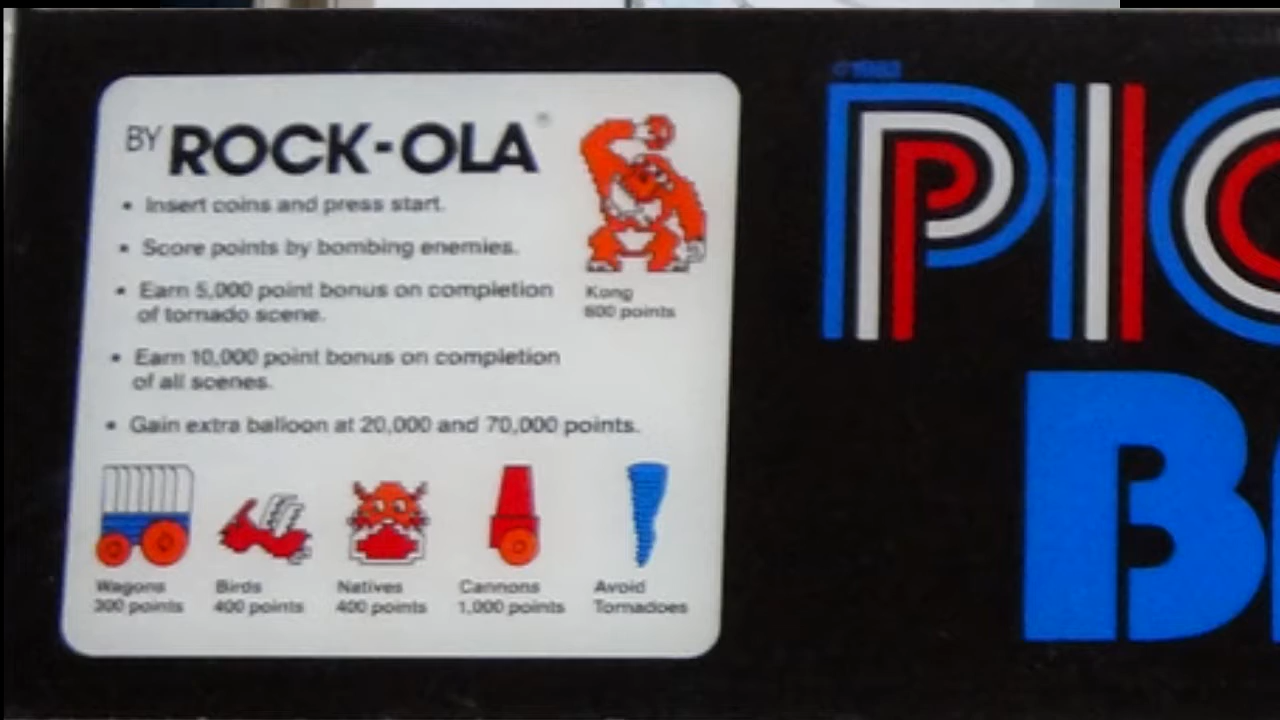 BY ROCK-OLA®
• Insert coins and press start.
• Score points by bombing enemies.
• Earn 5,000 point bonus on completion
of tornado scene.
• Earn 10,000 point bonus on completion
of all scenes.
• Gain extra balloon at 20,000 and 70,000 points.
Kong
800 points
Wagons
300 points
Birds
400 points
Natives
400 points
Cannons
1,000 points
Avoid
Tornadoes
© 1983
PIO
B